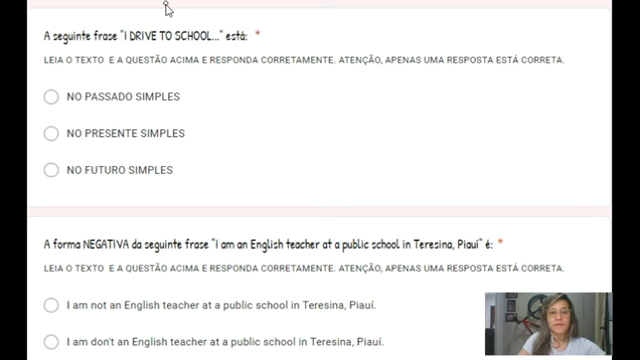 A seguinte frase "I DRIVE TO SCHOOL..." está: *
LEIA O TEXTO E A QUESTÃO ACIMA E RESPONDA CORRETAMENTE. ATENÇÃO, APENAS UMA RESPOSTA ESTÁ CORRETA.
NO PASSADO SIMPLES
NO PRESENTE SIMPLES
NO FUTURO SIMPLES
A forma NEGATIVA da seguinte frase "I am an English teacher at a public school in Teresina, Piauí" é: *
LEIA O TEXTO E A QUESTÃO ACIMA E RESPONDA CORRETAMENTE. ATENÇÃO, APENAS UMA RESPOSTA ESTÁ CORRETA.
I am not an English teacher at a public school in Teresina, Piauí.
I am don't an English teacher at a public school in Teresina, Piauí.